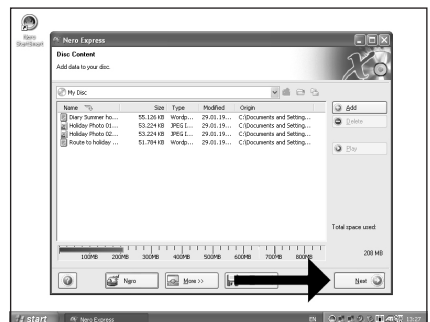 Nero
StartSmart
Nero Express
Disc Content
Add data to your disc.
My Disc
Name Size Type Modified Origin
Diary Summer ho... 55.126 KB Wordp... 29.01.19... C:\Documents and Setting...
Holiday Photo 01... 53.224 KB JPEG I... 29.01.19... C:\Documents and Setting...
Holiday Photo 02... 53.224 KB JPEG I... 29.01.19... C:\Documents and Setting...
Route to holiday ... 51.784 KB Wordp... 29.01.19... C:\Documents and Setting...
Add
Delete
Play
Total space used:
100MB 200MB 300MB 400MB 500MB 600MB 700MB 800MB
208 MB
Nero
More >>
Next
start
Nero Express
EN
13:27